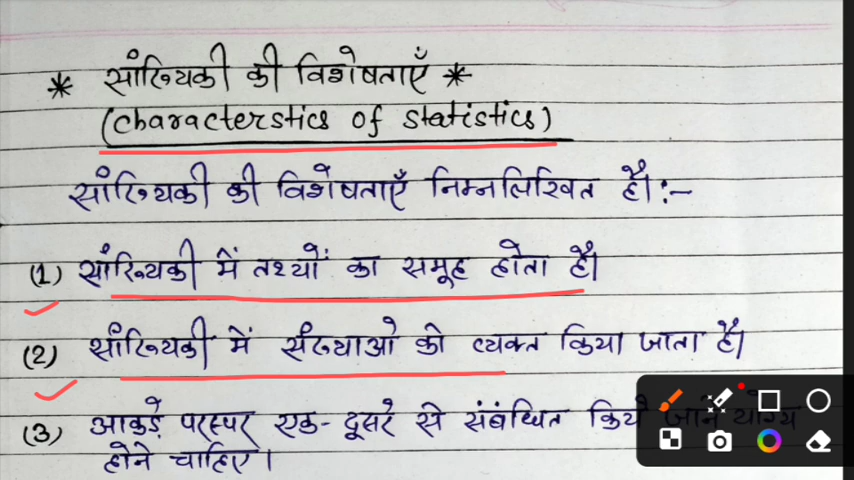 * सांख्यिकी की विशेषताएँ *
(characterstics of statistics)
सांख्यिकी की विशेषताएँ निम्नलिखित है। :-
(1) सांख्यिकी में तथ्यों का समूह होता है।
(2) सांख्यिकी में संख्याओ को व्यक्त किया जाता है।
(3) आकड़े परस्पर एक-दूसरे से संबंधित किये जाने योग्य
होने चाहिए।